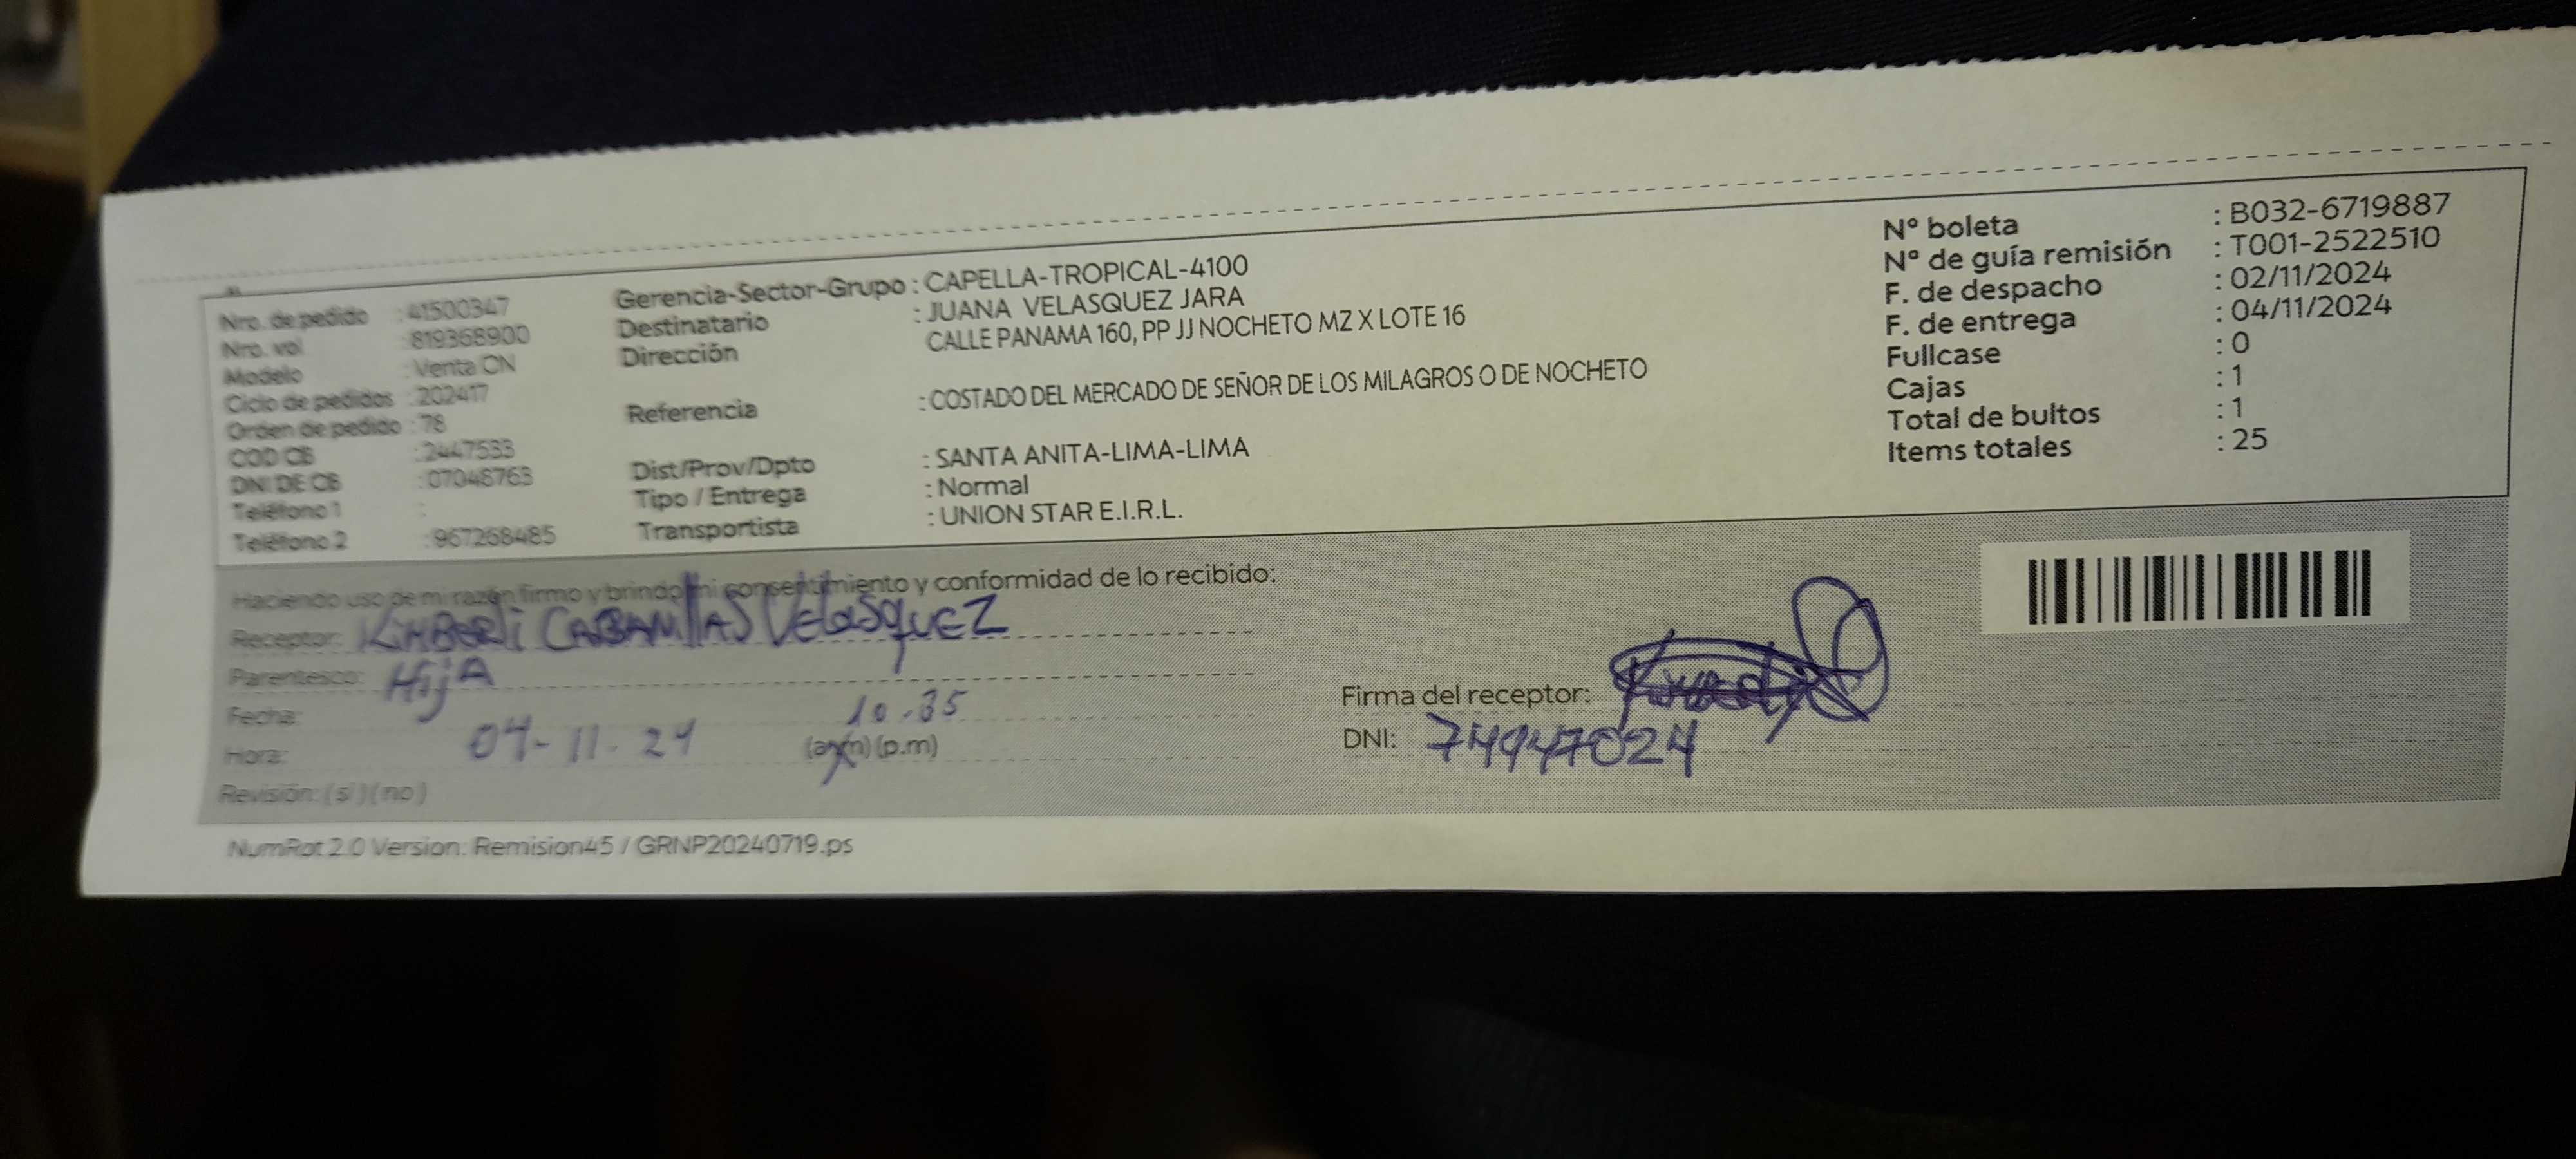 Nro. de pedido : 41500347
Nro. vol : 819368900
Modelo : Venta CN
Ciclo de pedidos : 202417
Orden de pedido : 78
COD CB : 2447533
DNI DE CB : 07048763
Teléfono 1 :
Teléfono 2 : 967268485
Gerencia-Sector-Grupo : CAPELLA-TROPICAL-4100
Destinatario : JUANA VELASQUEZ JARA
Dirección CALLE PANAMA 160, PP JJ NOCHETO MZ X LOTE 16
Referencia : COSTADO DEL MERCADO DE SEÑOR DE LOS MILAGROS O DE NOCHETO
Dist/Prov/Dpto : SANTA ANITA-LIMA-LIMA
Tipo / Entrega : Normal
Transportista : UNION STAR E.I.R.L.
Nº boleta : B032-6719887
Nº de guía remisión : T001-2522510
F. de despacho : 02/11/2024
F. de entrega : 04/11/2024
Fullcase : 0
Cajas : 1
Total de bultos : 1
Items totales : 25
Haciendo uso de mi razón firmo y brindo mi consentimiento y conformidad de lo recibido:
Receptor: KIMBERLI CABANILLAS VELASQUEZ
Parentesco: HijA
Fecha: 04-11-24
Hora: 10.35 (a.m) (p.m)
Revisión: ( si ) ( no )
Firma del receptor:
DNI: 74947024
NumRot 2.0 Version: Remision45 / GRNP20240719.ps